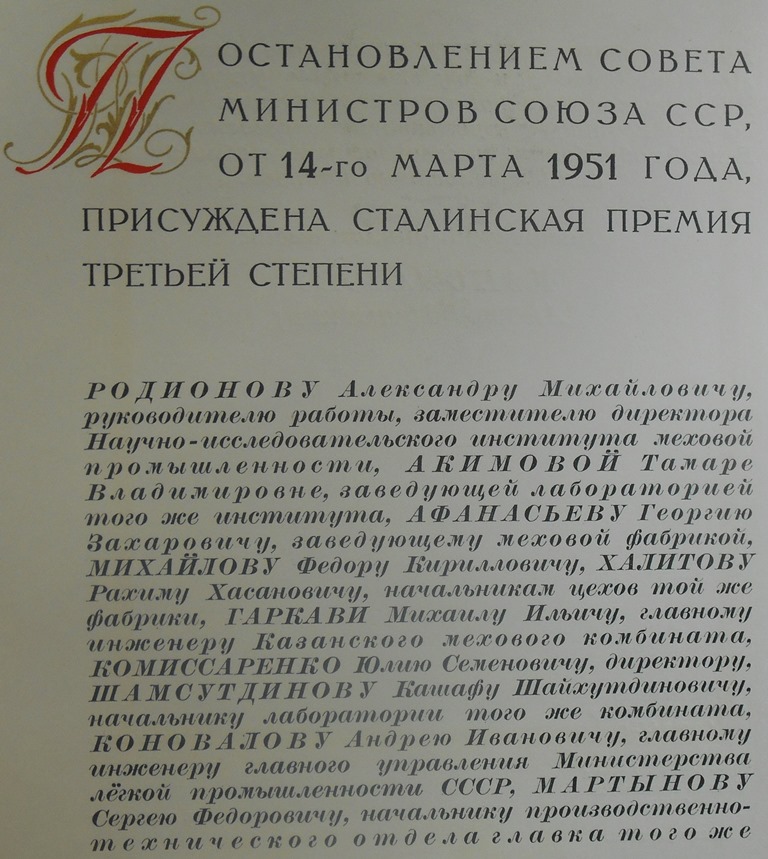 ПОСТАНОВЛЕНИЕМ СОВЕТА
МИНИСТРОВ СОЮЗА ССР,
ОТ 14-го МАРТА 1951 ГОДА,
ПРИСУЖДЕНА СТАЛИНСКАЯ ПРЕМИЯ
ТРЕТЬЕЙ СТЕПЕНИ
РОДИОНОВУ Александру Михайловичу,
руководителю работы, заместителю директора
Научно-исследовательского института меховой
промышленности, АКИМОВОЙ Тамаре
Владимировне, заведующей лабораторией
того же института, АФАНАСЬЕВУ Георгию
Захаровичу, заведующему меховой фабрикой,
МИХАЙЛОВУ Федору Кирилловичу, ХАЛИТОВУ
Рахиму Хасановичу, начальникам цехов той же
фабрики, ГАРКАВИ Михаилу Ильичу, главному
инженеру Казанского мехового комбината,
КОМИССАРЕНКО Юлию Семеновичу, директору,
ШАМСУТДИНОВУ Кашафу Шайхутдиновичу,
начальнику лаборатории того же комбината,
КОНОВАЛОВУ Андрею Ивановичу, главному
инженеру главного управления Министерства
лёгкой промышленности СССР, МАРТЫНОВУ
Сергею Федоровичу, начальнику производственно-
технического отдела главка того же